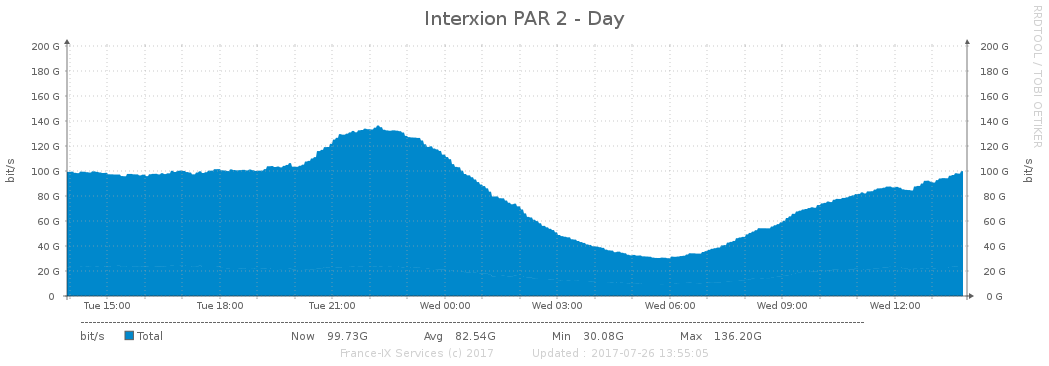 Interxion PAR 2 - Day
RRDTOOL / TOBI OETIKER
bit/s
bit/s
200 G 200 G
180 G 180 G
160 G 160 G
140 G 140 G
120 G 120 G
100 G 100 G
80 G 80 G
60 G 60 G
40 G 40 G
20 G 20 G
0 0 G
Tue 15:00 Tue 18:00 Tue 21:00 Wed 00:00 Wed 03:00 Wed 06:00 Wed 09:00 Wed 12:00
bit/s Total Now 99.73G Avg 82.54G Min 30.08G Max 136.20G
France-IX Services (c) 2017 Updated : 2017-07-26 13:55:05